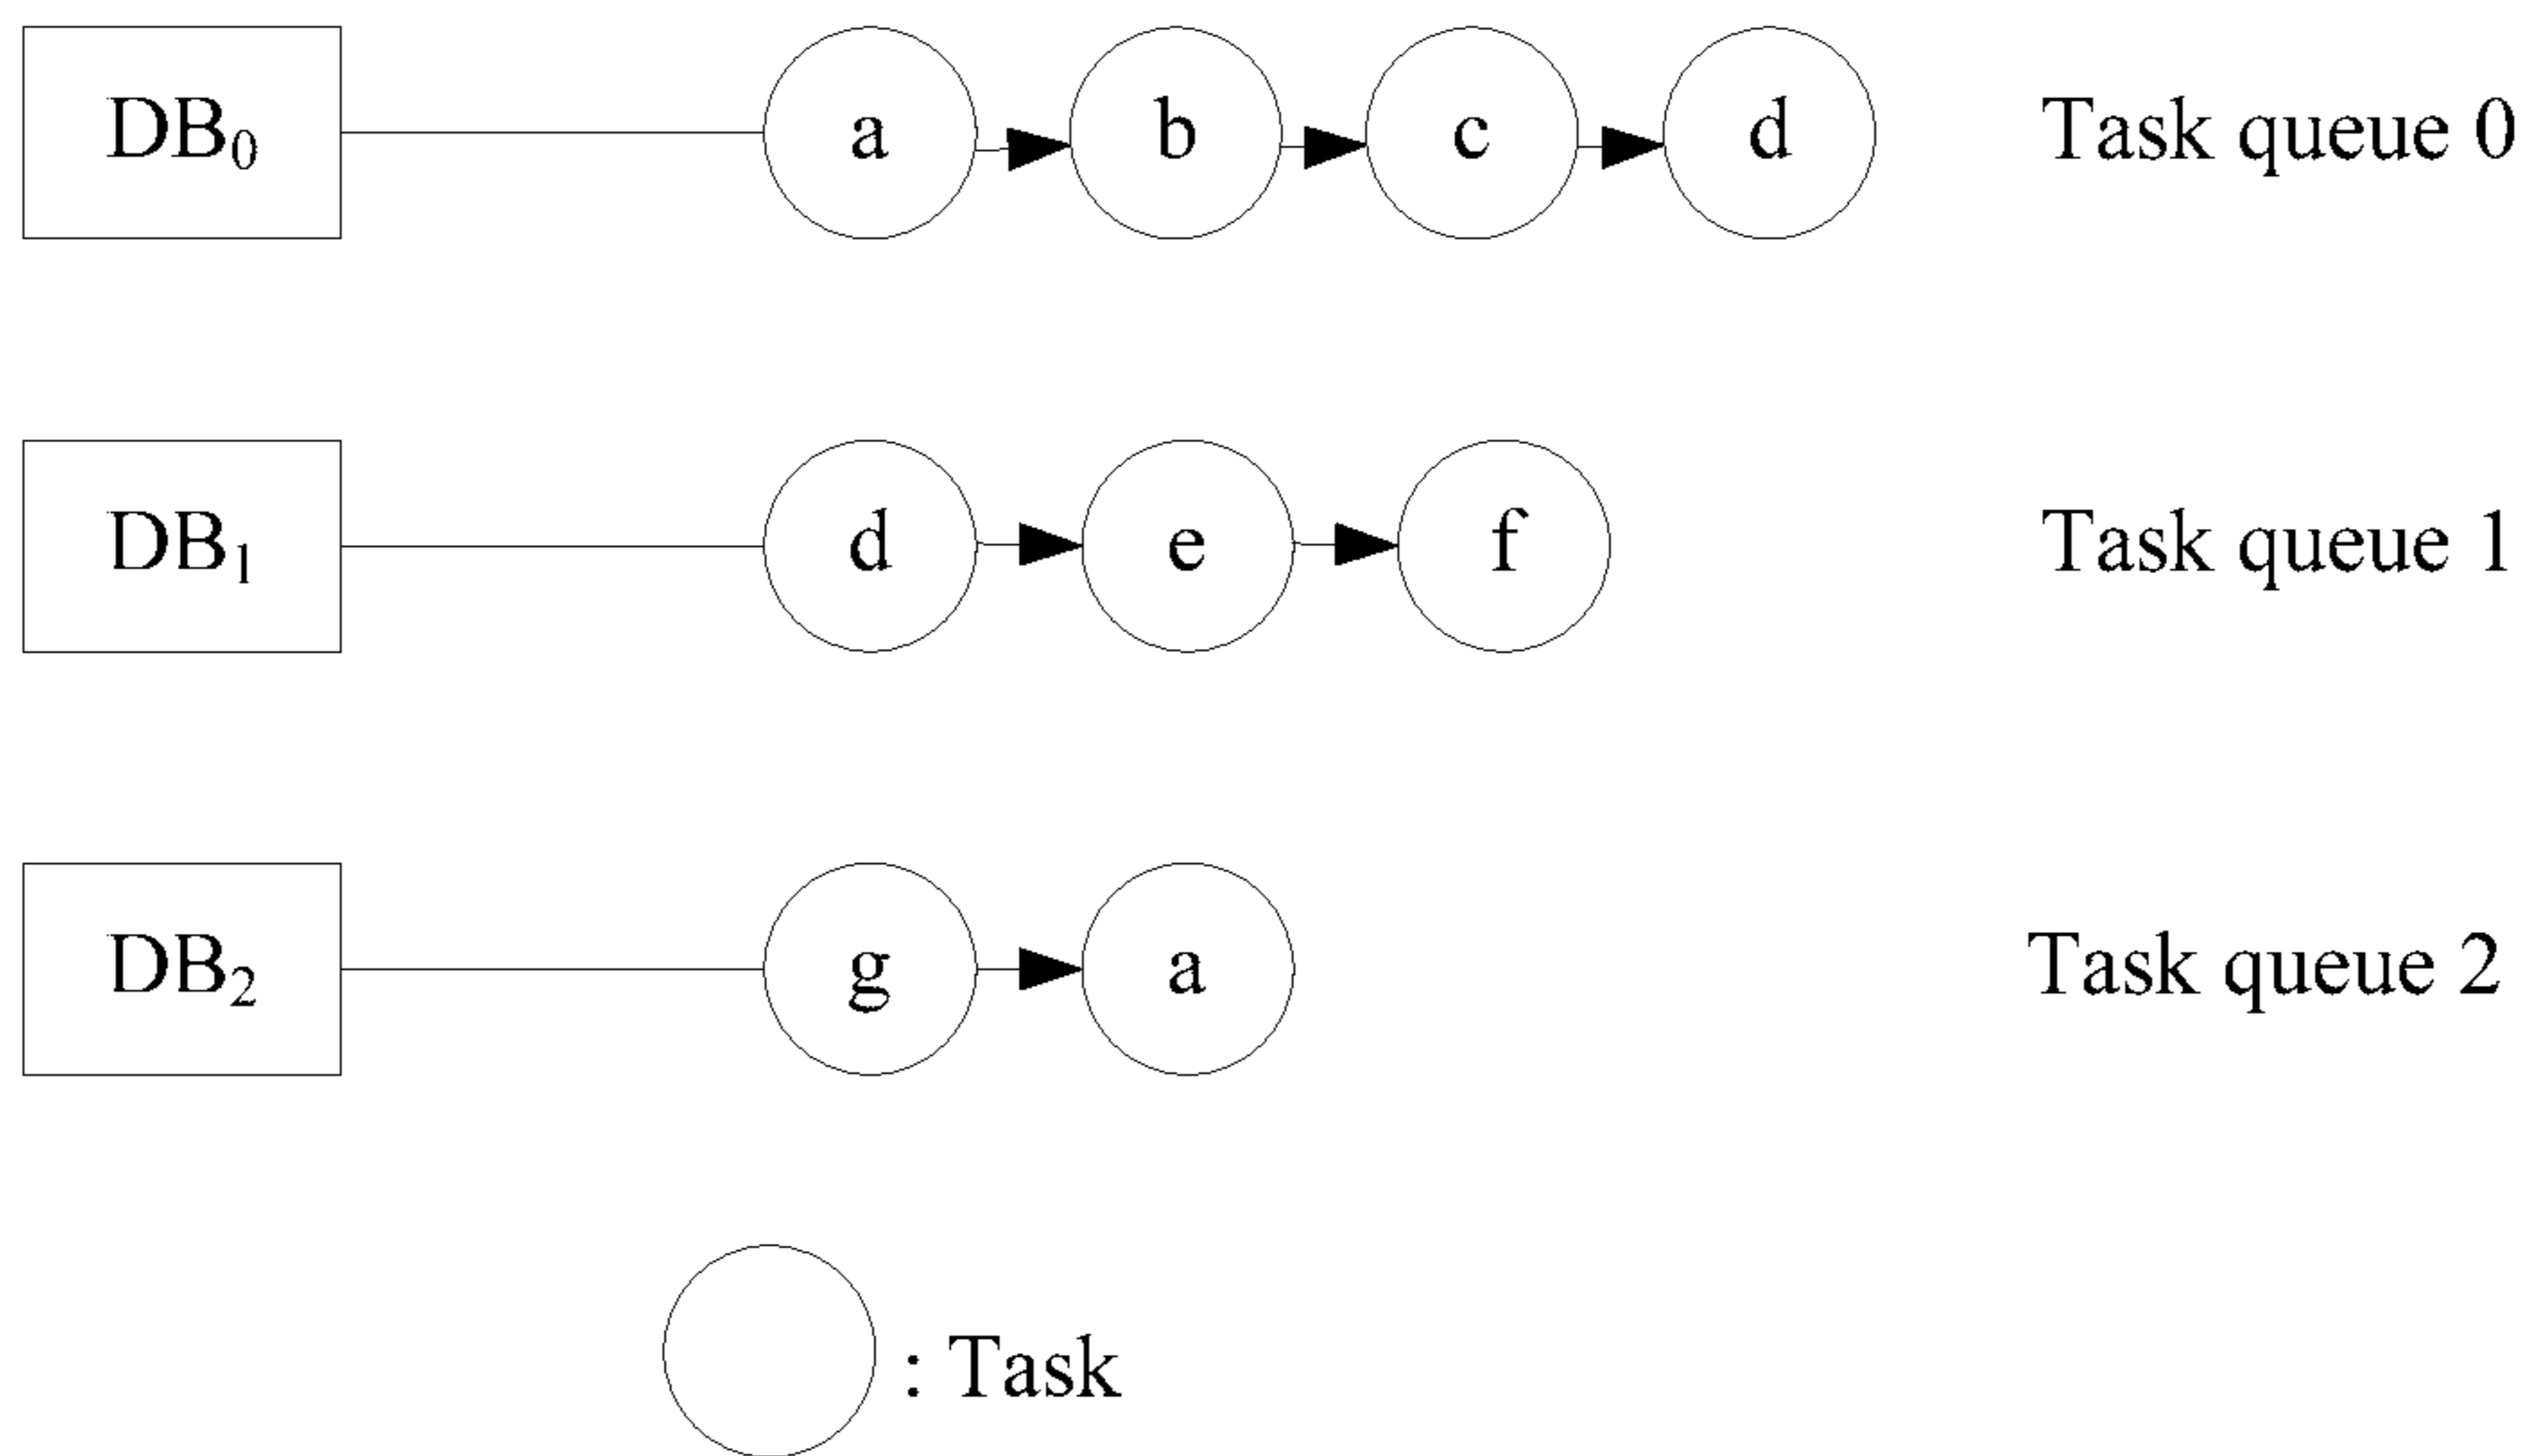 DB₀ a b c d Task queue 0
DB₁ d e f Task queue 1
DB₂ g a Task queue 2
: Task